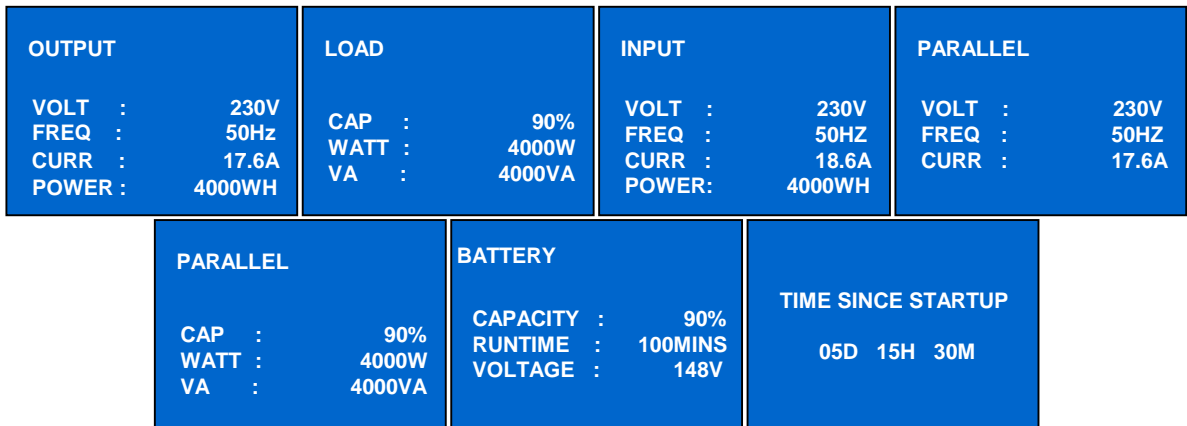 OUTPUT
VOLT : 230V
FREQ : 50Hz
CURR : 17.6A
POWER : 4000WH
LOAD
CAP : 90%
WATT : 4000W
VA : 4000VA
INPUT
VOLT : 230V
FREQ : 50HZ
CURR : 18.6A
POWER: 4000WH
PARALLEL
VOLT : 230V
FREQ : 50HZ
CURR : 17.6A
PARALLEL
CAP : 90%
WATT : 4000W
VA : 4000VA
BATTERY
CAPACITY : 90%
RUNTIME : 100MINS
VOLTAGE : 148V
TIME SINCE STARTUP
05D 15H 30M